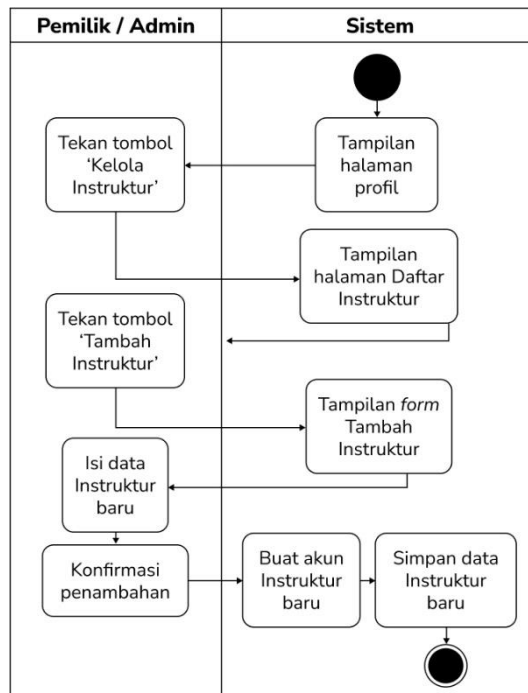 Pemilik / Admin
Sistem
Tampilan
halaman
profil
Tekan tombol
‘Kelola
Instruktur’
Tampilan
halaman Daftar
Instruktur
Tekan tombol
‘Tambah
Instruktur’
Tampilan form
Tambah
Instruktur
Isi data
Instruktur
baru
Konfirmasi
penambahan
Buat akun
Instruktur
baru
Simpan data
Instruktur
baru